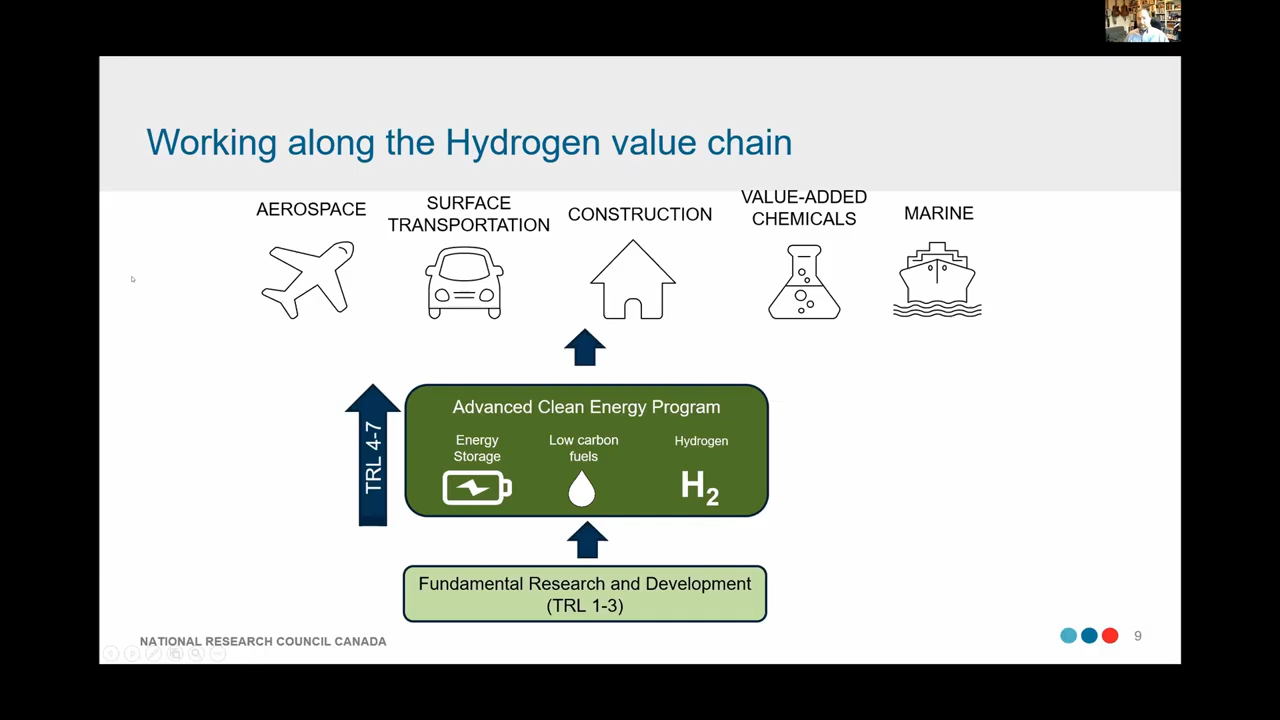 Working along the Hydrogen value chain
AEROSPACE
SURFACE
TRANSPORTATION
CONSTRUCTION
VALUE-ADDED
CHEMICALS
MARINE
TRL 4-7
Advanced Clean Energy Program
Energy
Storage
Low carbon
fuels
Hydrogen
H₂
Fundamental Research and Development
(TRL 1-3)
NATIONAL RESEARCH COUNCIL CANADA
9